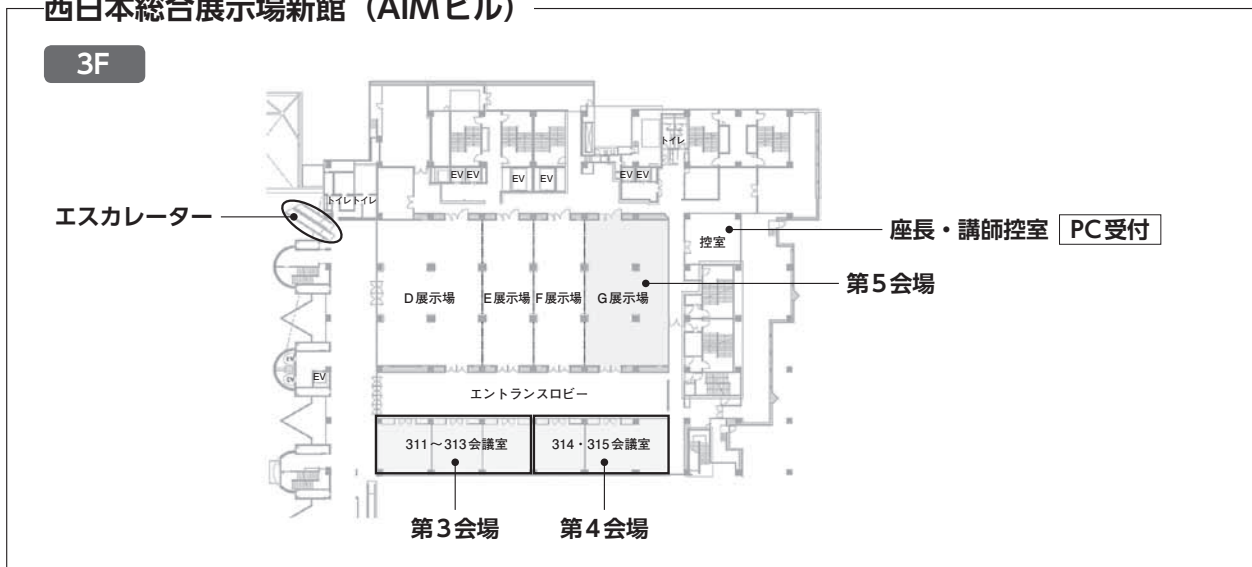 西日本総合展示場新館（AIMビル）
3F
トイレ
EV EV
EV
EV
EV EV
トイレトイレ
エスカレーター
控室
座長・講師控室 PC受付
第5会場
D展示場
E展示場
F展示場
G展示場
EV
エントランスロビー
311～313会議室
314・315会議室
第3会場
第4会場